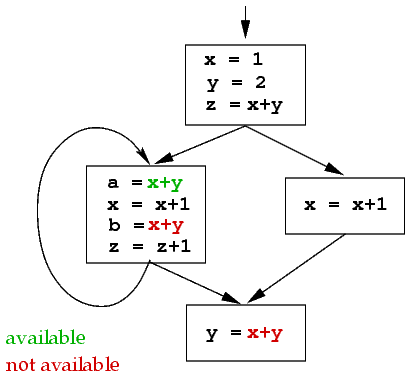 x = 1
y = 2
z = x+y
a = x+y
x = x+1
b = x+y
z = z+1
x = x+1
y = x+y
available
not available